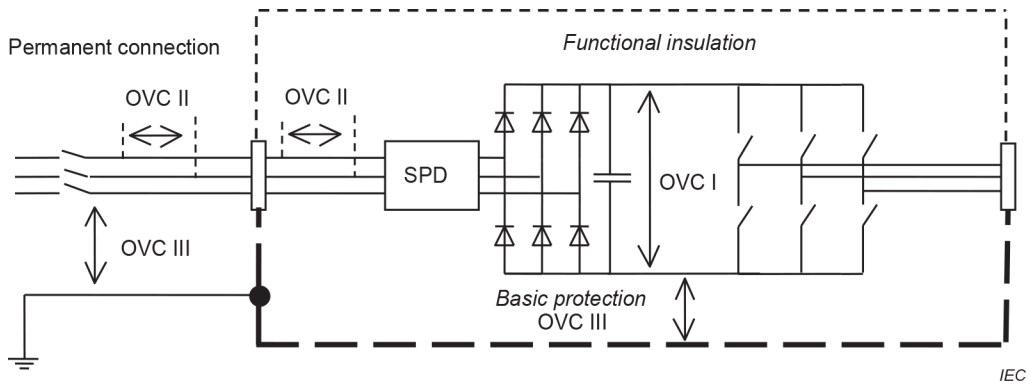 Permanent connection
Functional insulation
OVC II
OVC II
SPD
OVC I
OVC III
Basic protection
OVC III
IEC